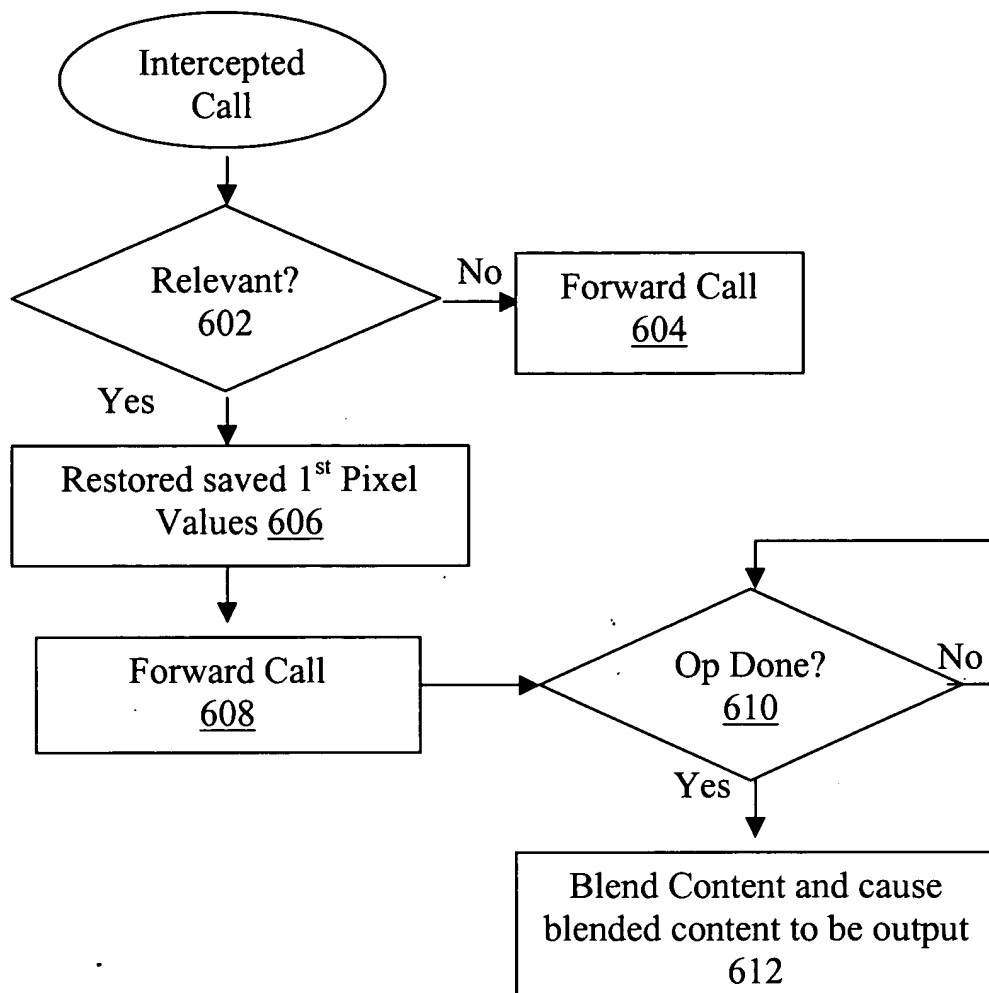 Intercepted
Call
Relevant?
602
No
Forward Call
604
Yes
Restored saved 1st Pixel
Values 606
Forward Call
608
Op Done?
610
No
Yes
Blend Content and cause
blended content to be output
612